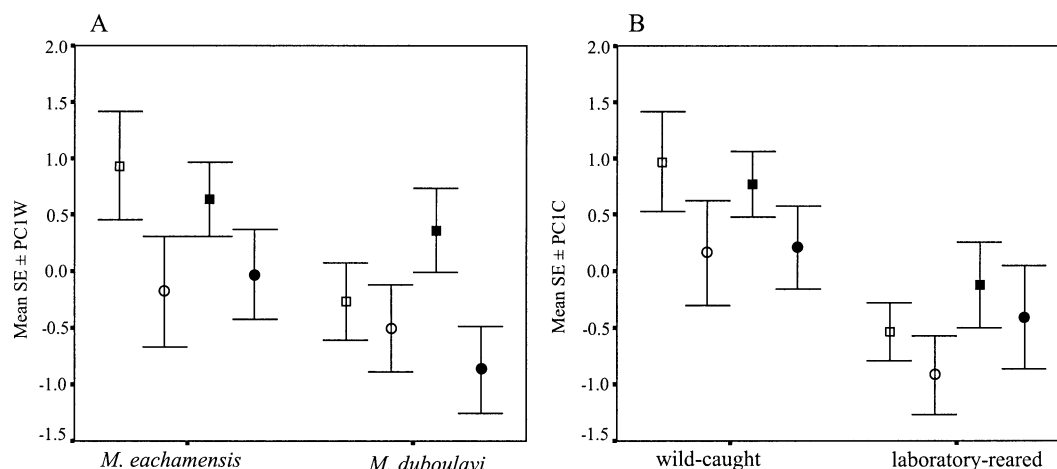 A
2.0
1.5
1.0
0.5
0.0
-0.5
-1.0
-1.5
Mean SE ± PC1W
M. eachamensis
M. duboulayi
B
2.0
1.5
1.0
0.5
0.0
-0.5
-1.0
-1.5
Mean SE ± PC1C
wild-caught
laboratory-reared